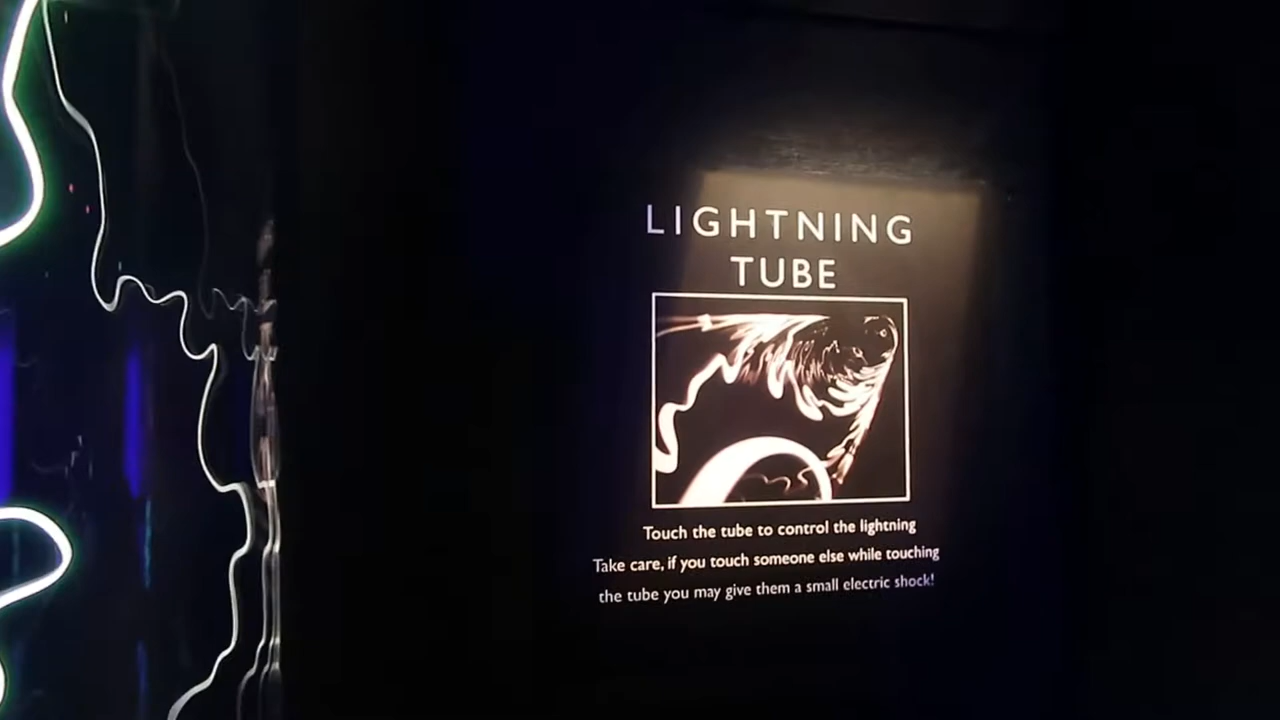 LIGHTNING
TUBE
Touch the tube to control the lightning
Take care, if you touch someone else while touching
the tube you may give them a small electric shock!